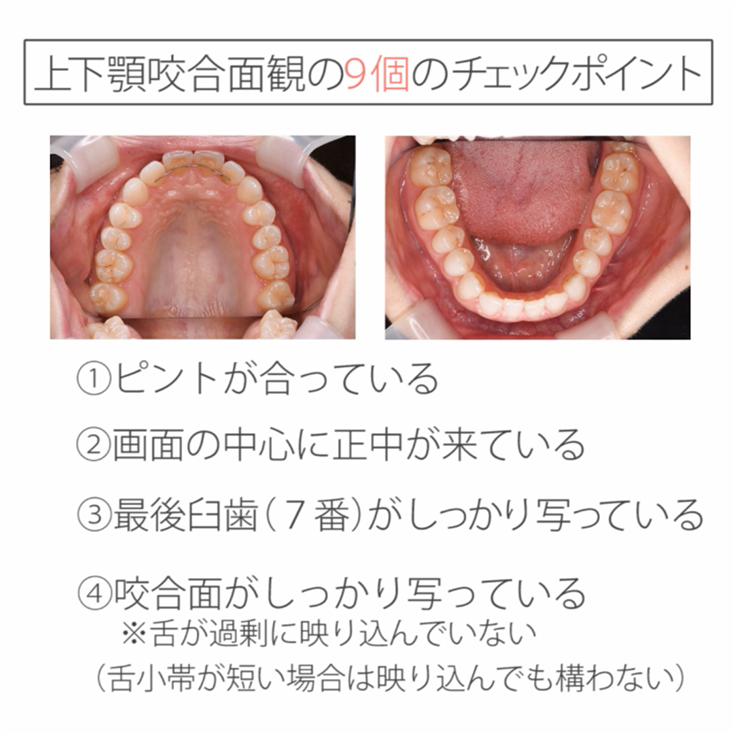 上下顎咬合面観の9個のチェックポイント
①ピントが合っている
②画面の中心に正中が来ている
③最後臼歯（７番）がしっかり写っている
④咬合面がしっかり写っている
※舌が過剰に映り込んでいない
（舌小帯が短い場合は映り込んでも構わない）